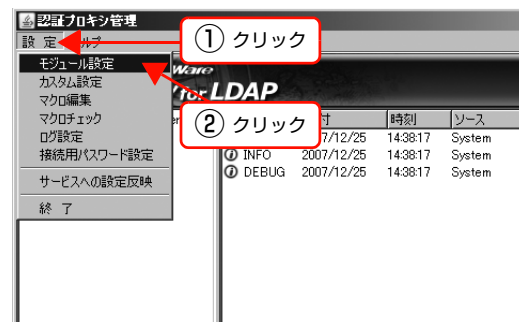 認証プロキシ管理
設 定 ヘルプ
① クリック
モジュール設定
カスタム設定
マクロ編集
マクロチェック
ログ設定
接続用パスワード設定
サービスへの設定反映
終 了
Ware
for LDAP
② クリック
時刻 ソース
7/12/25 14:38:17 System
INFO 2007/12/25 14:38:17 System
DEBUG 2007/12/25 14:38:17 System